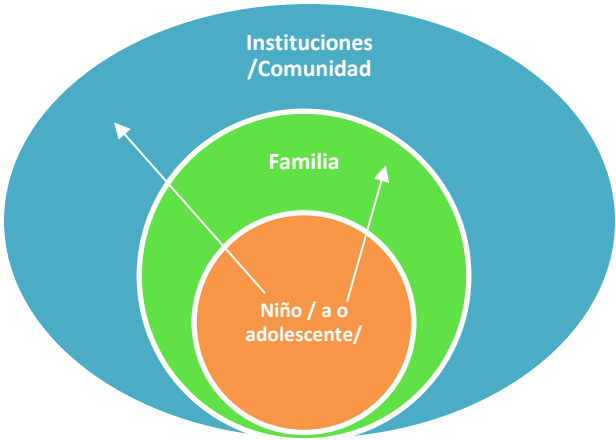 Instituciones
/Comunidad
Familia
Niño / a o
adolescente/